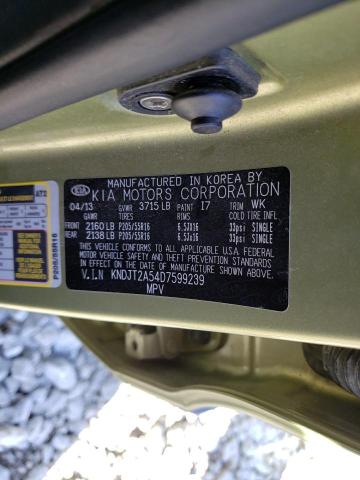 MANUFACTURED IN KOREA BY
KIA KIA MOTORS CORPORATION
04/13 GVWR 3715 LB PAINT I7 TRIM WK
GAWR TIRES RIMS COLD TIRE INFL
FRONT 2160 LB P205/55R16 6.5JX16 33psi SINGLE
REAR 2138 LB P205/55R16 6.5JX16 33psi SINGLE
THIS VEHICLE CONFORMS TO ALL APPLICABLE U.S.A FEDERAL
MOTOR VEHICLE SAFETY AND THEFT PREVENTION STANDARDS
IN EFFECT ON THE DATE OF MANUFACTURE SHOWN ABOVE.
V.I.N KNDJT2A54D7599239
MPV
P205/55R16